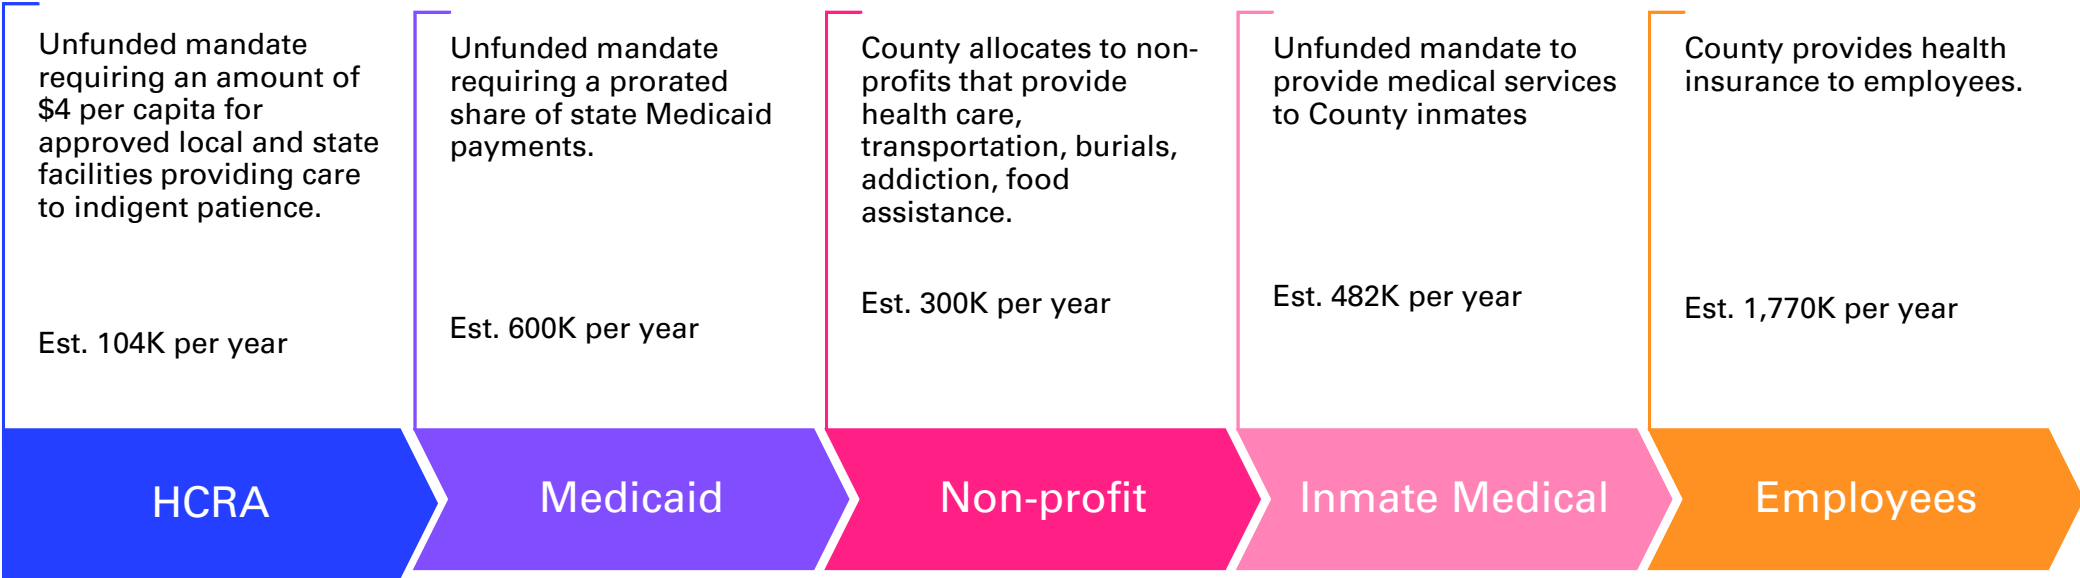 Unfunded mandate
requiring an amount of
$4 per capita for
approved local and state
facilities providing care
to indigent patience.
Est. 104K per year
HCRA
Unfunded mandate
requiring a prorated
share of state Medicaid
payments.
Est. 600K per year
Medicaid
County allocates to non-
profits that provide
health care,
transportation, burials,
addiction, food
assistance.
Est. 300K per year
Non-profit
Unfunded mandate to
provide medical services
to County inmates
Est. 482K per year
Inmate Medical
County provides health
insurance to employees.
Est. 1,770K per year
Employees